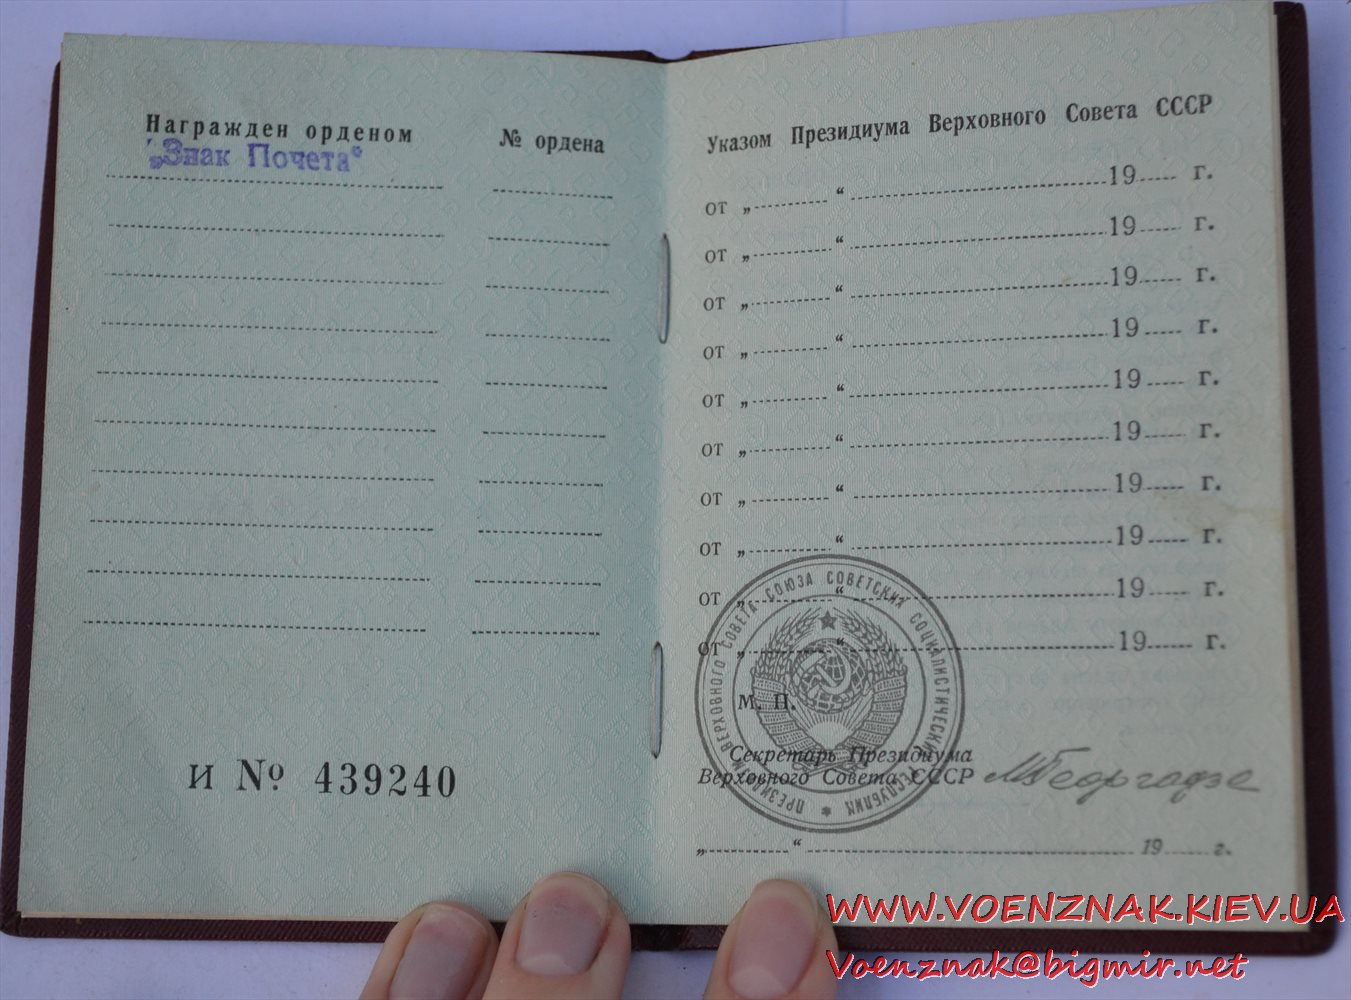 Награжден орденом
№ ордена
„Знак Почета“
И № 439240
Указом Президиума Верховного Совета СССР
от „ “ 19 г.
от „ “ 19 г.
от „ “ 19 г.
от „ “ 19 г.
от „ “ 19 г.
от „ “ 19 г.
от „ “ 19 г.
от „ “ 19 г.
от „ “ 19 г.
от „ “ 19 г.
ПРЕЗИДИУМ ВЕРХОВНОГО СОВЕТА СОЮЗА СОВЕТСКИХ СОЦИАЛИСТИЧЕСКИХ РЕСПУБЛИК
М. П.
Секретарь Президиума
Верховного Совета СССР
МГеоргадзе
„ “ 19 г.
WWW.VOENZNAK.KIEV.UA
Voenznak@bigmir.net